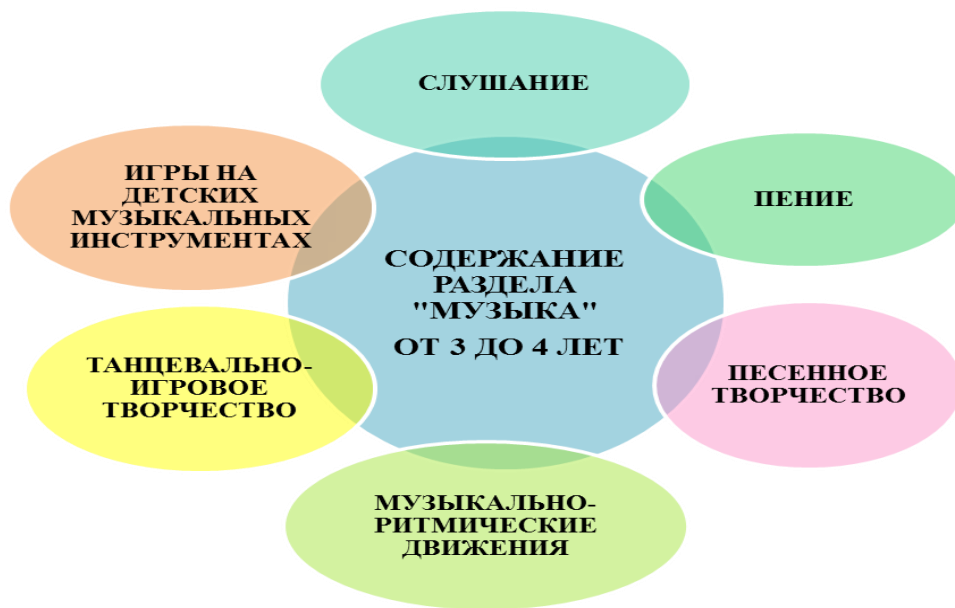 СЛУШАНИЕ
ПЕНИЕ
ПЕСЕННОЕ
ТВОРЧЕСТВО
МУЗЫКАЛЬНО-
РИТМИЧЕСКИЕ
ДВИЖЕНИЯ
ТАНЦЕВАЛЬНО-
ИГРОВОЕ
ТВОРЧЕСТВО
ИГРЫ НА
ДЕТСКИХ
МУЗЫКАЛЬНЫХ
ИНСТРУМЕНТАХ
СОДЕРЖАНИЕ
РАЗДЕЛА
"МУЗЫКА"
ОТ 3 ДО 4 ЛЕТ